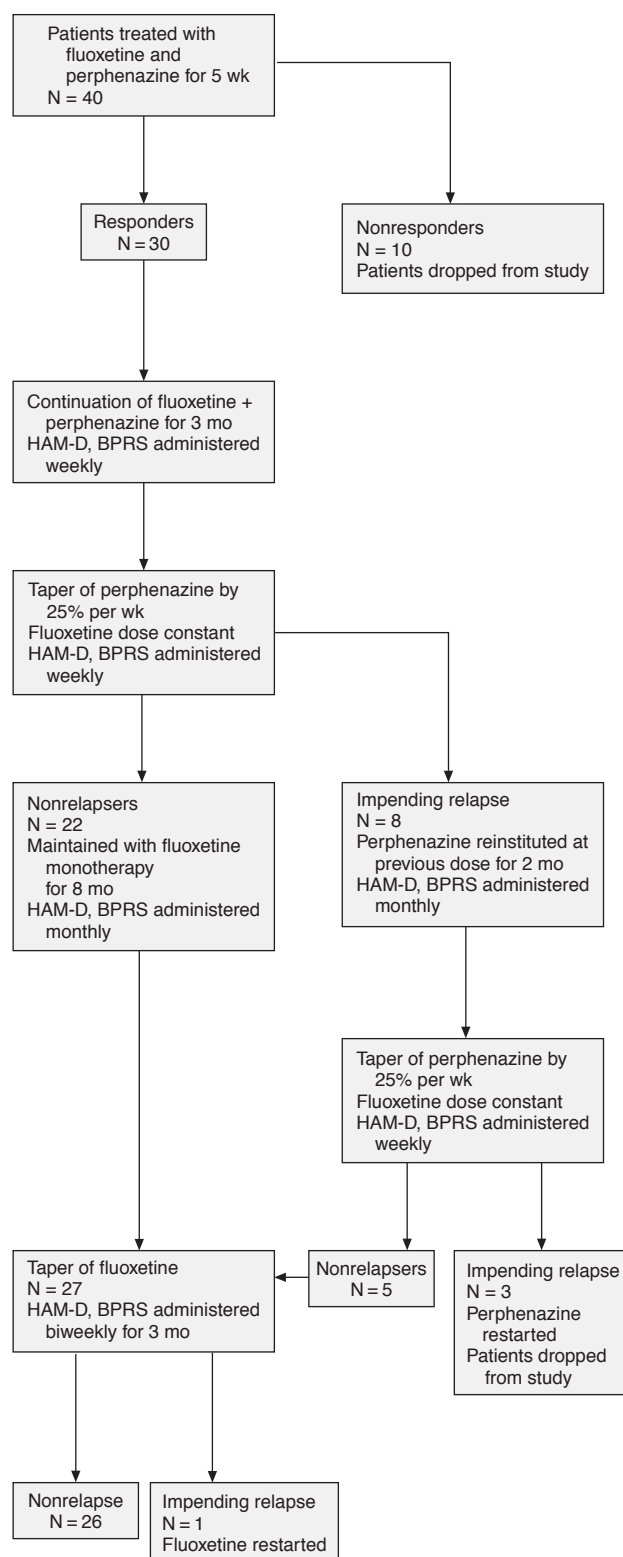 Patients treated with
fluoxetine and
perphenazine for 5 wk
N = 40
Responders
N = 30
Nonresponders
N = 10
Patients dropped from study
Continuation of fluoxetine +
perphenazine for 3 mo
HAM-D, BPRS administered
weekly
Taper of perphenazine by
25% per wk
Fluoxetine dose constant
HAM-D, BPRS administered
weekly
Nonrelapsers
N = 22
Maintained with fluoxetine
monotherapy
for 8 mo
HAM-D, BPRS administered
monthly
Impending relapse
N = 8
Perphenazine reinstituted at
previous dose for 2 mo
HAM-D, BPRS administered
monthly
Taper of perphenazine by
25% per wk
Fluoxetine dose constant
HAM-D, BPRS administered
weekly
Taper of fluoxetine
N = 27
HAM-D, BPRS administered
biweekly for 3 mo
Nonrelapsers
N = 5
Impending relapse
N = 3
Perphenazine
restarted
Patients dropped
from study
Nonrelapse
N = 26
Impending relapse
N = 1
Fluoxetine restarted